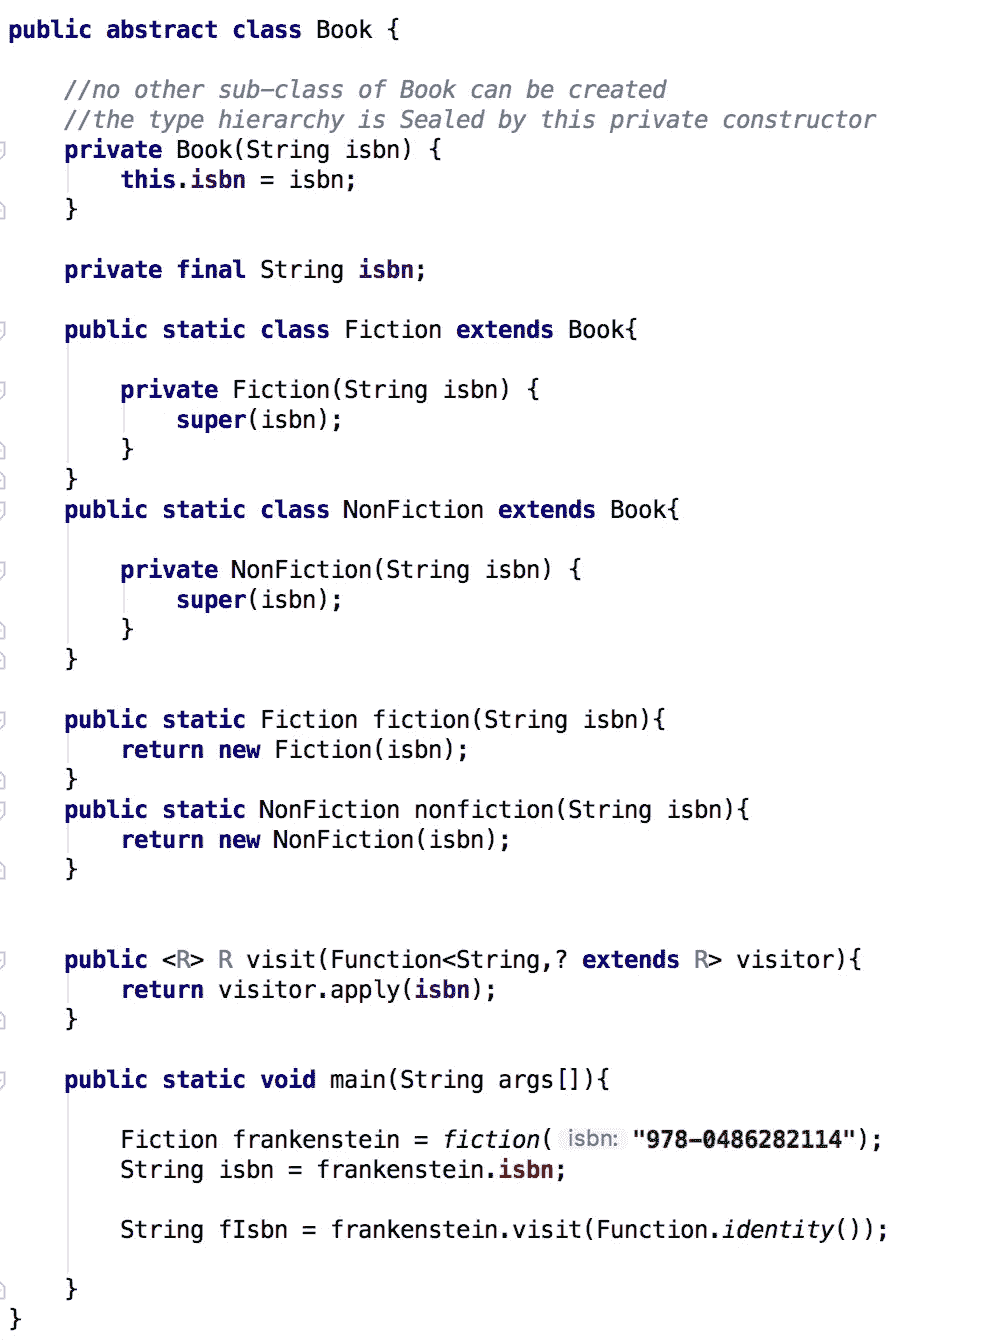 public abstract class Book {
//no other sub-class of Book can be created
//the type hierarchy is Sealed by this private constructor
private Book(String isbn) {
this.isbn = isbn;
}
private final String isbn;
public static class Fiction extends Book{
private Fiction(String isbn) {
super(isbn);
}
}
public static class NonFiction extends Book{
private NonFiction(String isbn) {
super(isbn);
}
}
public static Fiction fiction(String isbn){
return new Fiction(isbn);
}
public static NonFiction nonfiction(String isbn){
return new NonFiction(isbn);
}
public <R> R visit(Function<String,? extends R> visitor){
return visitor.apply(isbn);
}
public static void main(String args[]){
Fiction frankenstein = fiction( isbn: "978-0486282114");
String isbn = frankenstein.isbn;
String fIsbn = frankenstein.visit(Function.identity());
}
}